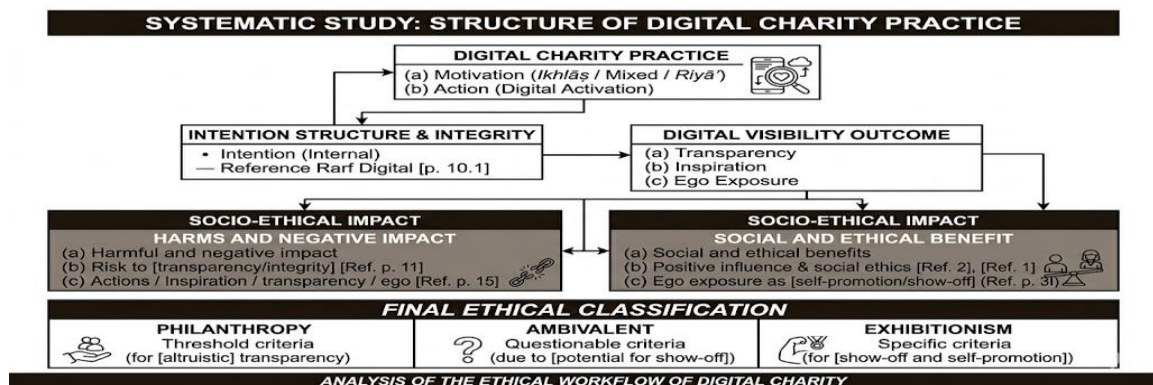 SYSTEMATIC STUDY: STRUCTURE OF DIGITAL CHARITY PRACTICE
DIGITAL CHARITY PRACTICE
(a) Motivation (Ikhlāṣ / Mixed / Riyā’)
(b) Action (Digital Activation)
INTENTION STRUCTURE & INTEGRITY
• Intention (Internal)
— Reference Rarf Digital [p. 10.1]
DIGITAL VISIBILITY OUTCOME
(a) Transparency
(b) Inspiration
(c) Ego Exposure
SOCIO-ETHICAL IMPACT
HARMS AND NEGATIVE IMPACT
(a) Harmful and negative impact
(b) Risk to [transparency/integrity] [Ref. p. 11]
(c) Actions / Inspiration / transparency / ego [Ref. p. 15]
SOCIO-ETHICAL IMPACT
SOCIAL AND ETHICAL BENEFIT
(a) Social and ethical benefits
(b) Positive influence & social ethics [Ref. 2], [Ref. 1]
(c) Ego exposure as [self-promotion/show-off] (Ref. p. 3l)
FINAL ETHICAL CLASSIFICATION
PHILANTHROPY
Threshold criteria
(for [altruistic] transparency)
AMBIVALENT
Questionable criteria
(due to [potential for show-off])
EXHIBITIONISM
Specific criteria
(for [show-off and self-promotion])
ANALYSIS OF THE ETHICAL WORKFLOW OF DIGITAL CHARITY